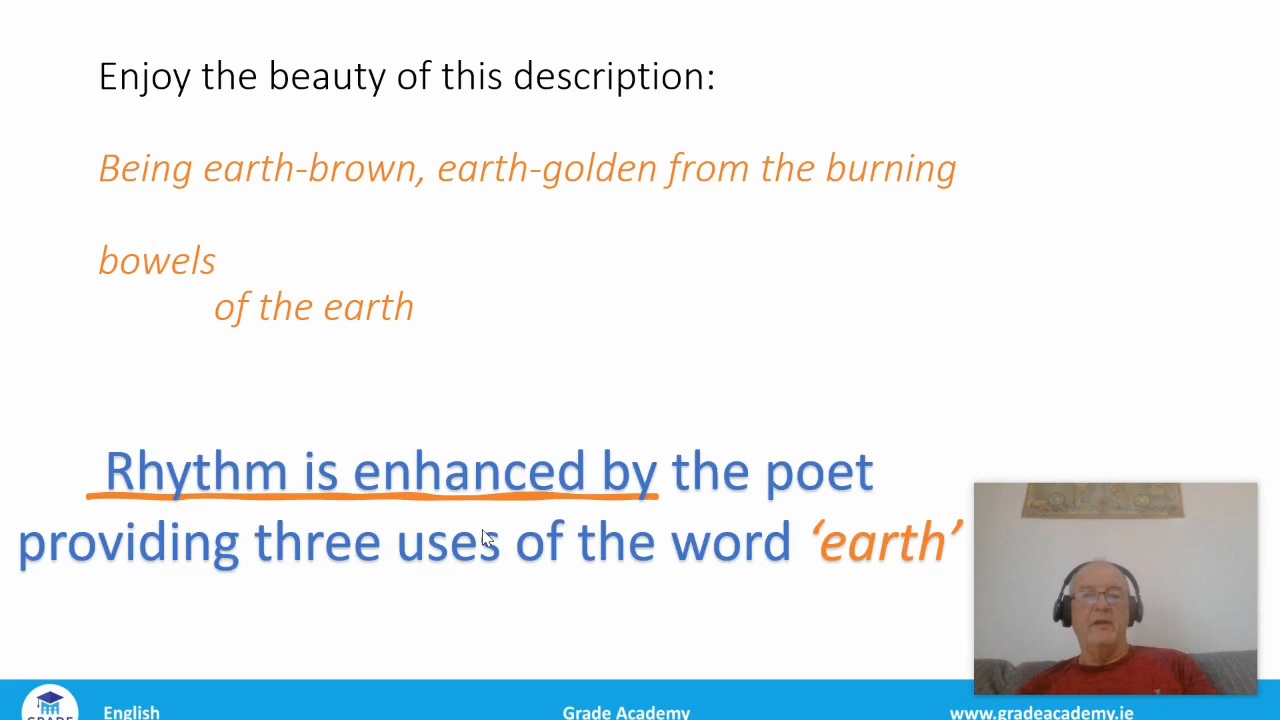 Enjoy the beauty of this description:
Being earth-brown, earth-golden from the burning
bowels
of the earth
Rhythm is enhanced by the poet
providing three uses of the word ‘earth’
GRADE
English
Grade Academy
www.gradeacademy.ie